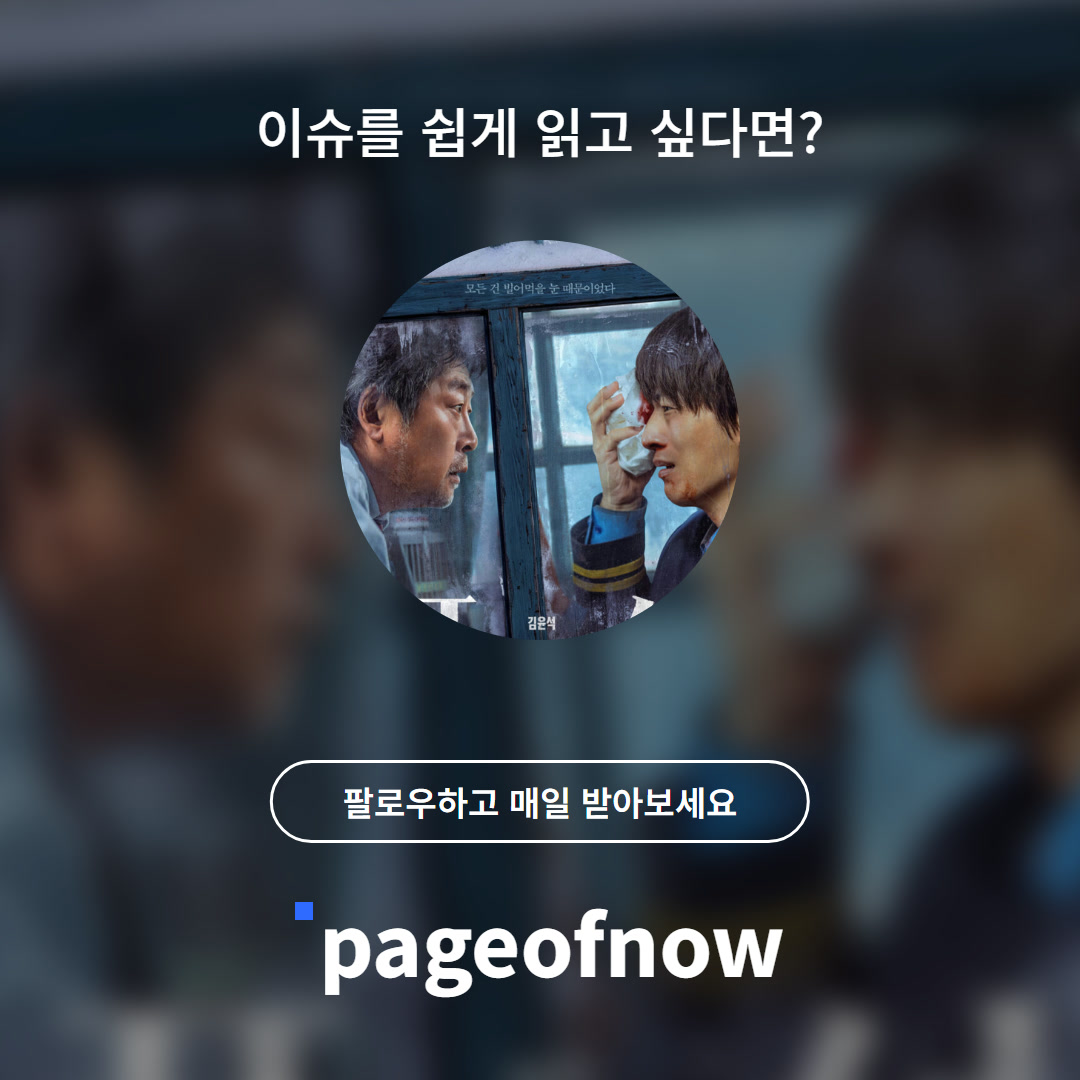 이슈를 쉽게 읽고 싶다면?
모든 건 빌어먹을 눈 때문이었다
김윤석
팔로우하고 매일 받아보세요
pageofnow